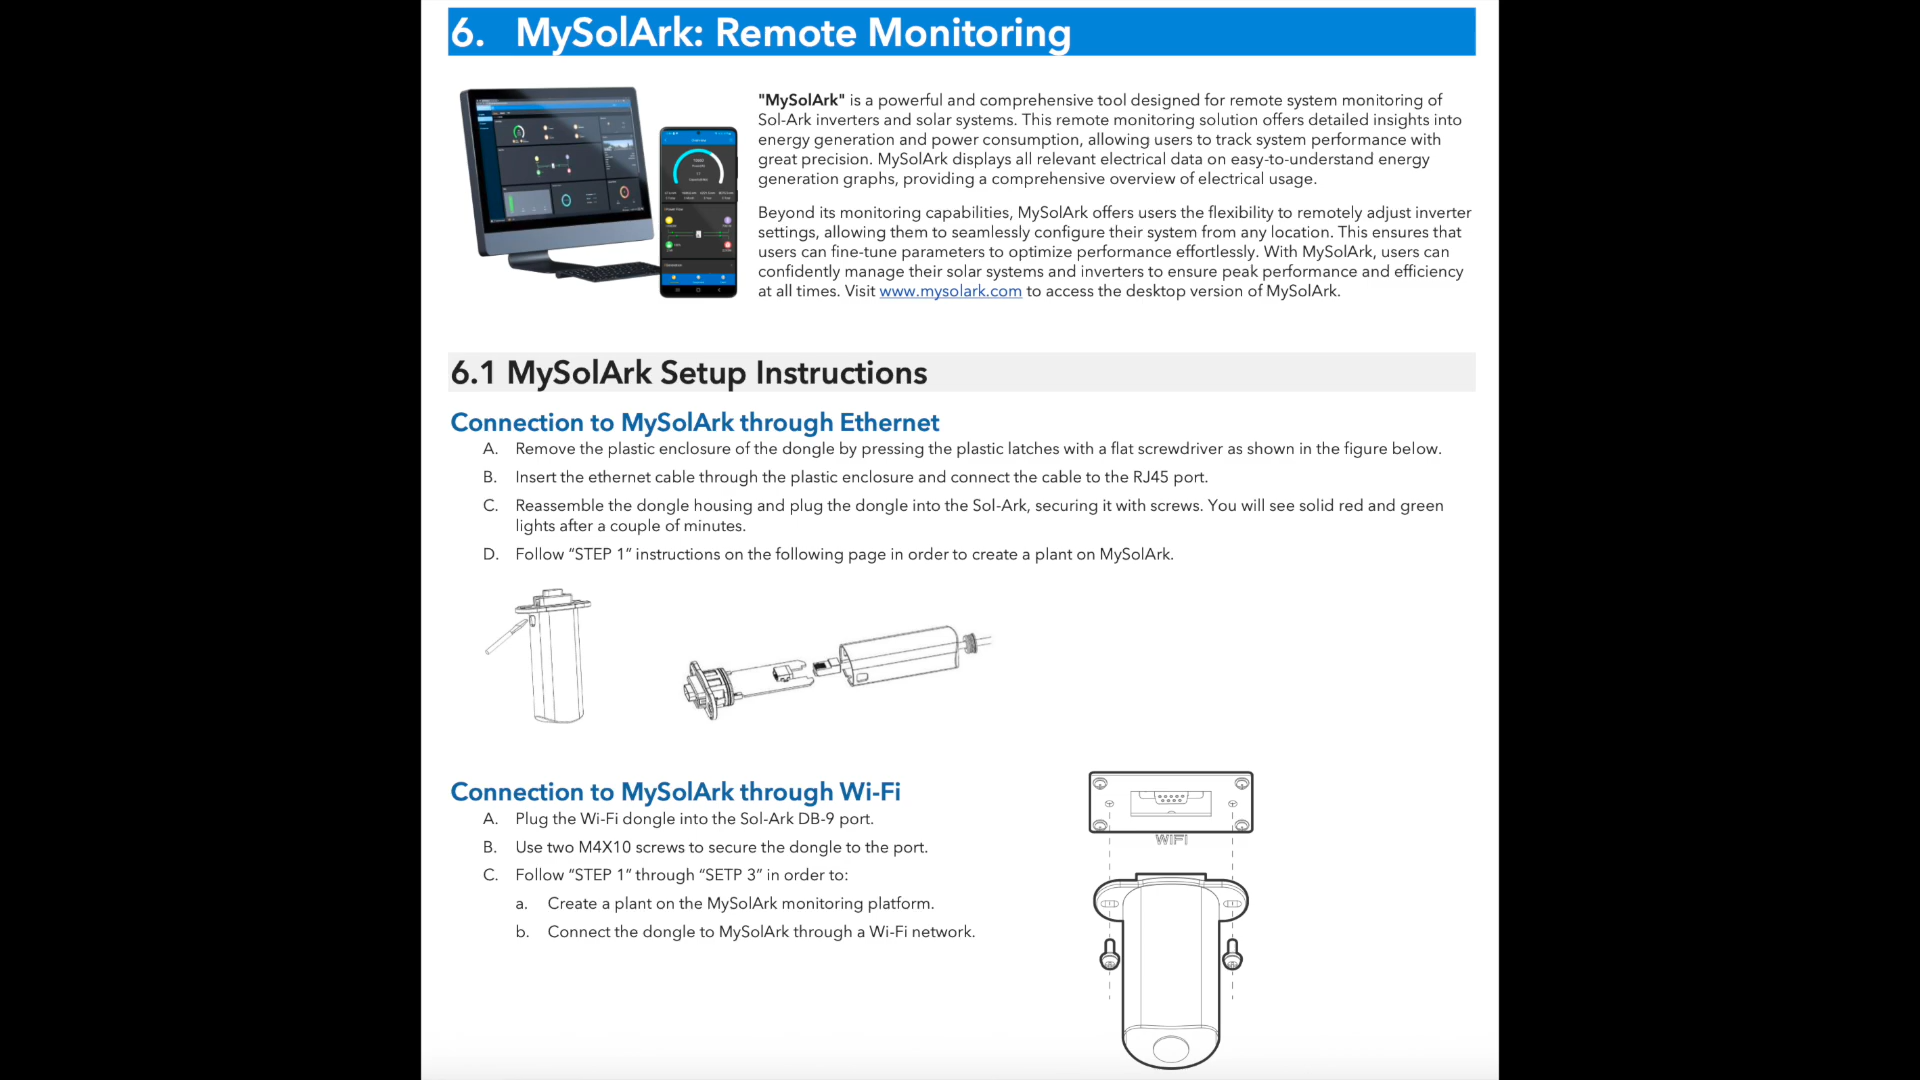 6. MySolArk: Remote Monitoring
"MySolArk" is a powerful and comprehensive tool designed for remote system monitoring of
Sol-Ark inverters and solar systems. This remote monitoring solution offers detailed insights into
energy generation and power consumption, allowing users to track system performance with
great precision. MySolArk displays all relevant electrical data on easy-to-understand energy
generation graphs, providing a comprehensive overview of electrical usage.
Beyond its monitoring capabilities, MySolArk offers users the flexibility to remotely adjust inverter
settings, allowing them to seamlessly configure their system from any location. This ensures that
users can fine-tune parameters to optimize performance effortlessly. With MySolArk, users can
confidently manage their solar systems and inverters to ensure peak performance and efficiency
at all times. Visit www.mysolark.com to access the desktop version of MySolArk.
6.1 MySolArk Setup Instructions
Connection to MySolArk through Ethernet
A. Remove the plastic enclosure of the dongle by pressing the plastic latches with a flat screwdriver as shown in the figure below.
B. Insert the ethernet cable through the plastic enclosure and connect the cable to the RJ45 port.
C. Reassemble the dongle housing and plug the dongle into the Sol-Ark, securing it with screws. You will see solid red and green
lights after a couple of minutes.
D. Follow “STEP 1” instructions on the following page in order to create a plant on MySolArk.
Connection to MySolArk through Wi-Fi
A. Plug the Wi-Fi dongle into the Sol-Ark DB-9 port.
B. Use two M4X10 screws to secure the dongle to the port.
C. Follow “STEP 1” through “SETP 3” in order to:
a. Create a plant on the MySolArk monitoring platform.
b. Connect the dongle to MySolArk through a Wi-Fi network.
WIFI